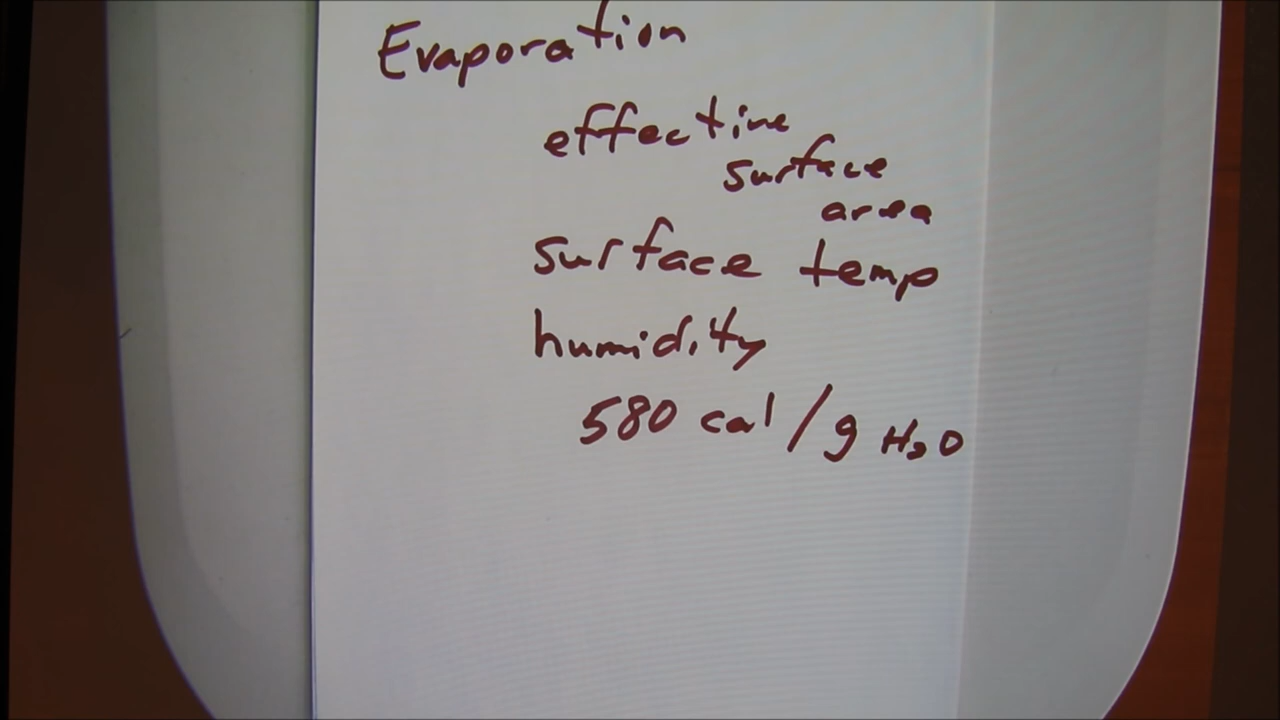 Evaporation
effective
surface
area
surface temp
humidity
580 cal/g H2O